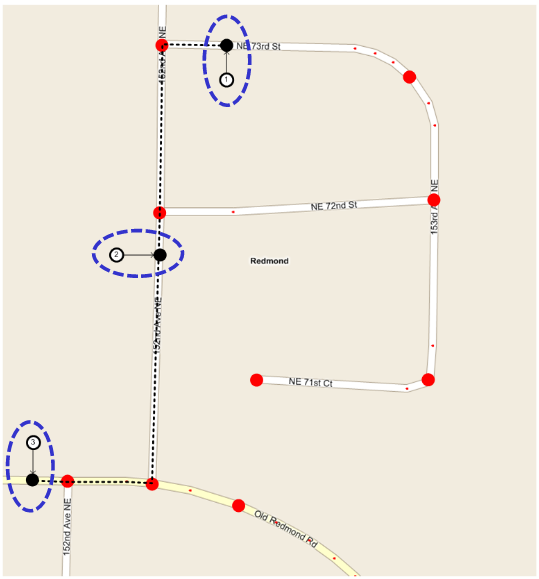 152nd Ave NE
NE 73rd St
1
NE 72nd St
153rd Ave NE
2
Redmond
152nd Ave NE
NE 71st Ct
3
152nd Ave NE
Old Redmond Rd